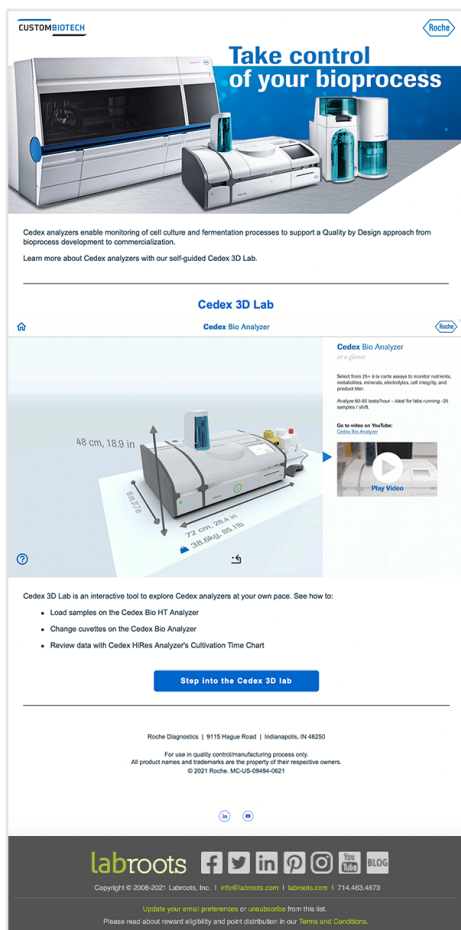 CUSTOMBIOTECH
Roche
Take control
of your bioprocess
Cedex analyzers enable monitoring of cell culture and fermentation processes to support a Quality by Design approach from
bioprocess development to commercialization.
Learn more about Cedex analyzers with our self-guided Cedex 3D Lab.
Cedex 3D Lab
Cedex Bio Analyzer
Roche
Cedex Bio Analyzer
at a glance
Select from 25+ à la carte assays to monitor nutrients,
metabolites, minerals, electrolytes, cell integrity, and
product titer.
Analyze 60-80 tests/hour - ideal for labs running ~25
samples / shift.
Go to video on YouTube:
Cedex Bio Analyzer
Play Video
48 cm, 18.9 in
72 cm, 28.4 in
38.6kg, 85.1lb
?
Cedex 3D Lab is an interactive tool to explore Cedex analyzers at your own pace. See how to:
• Load samples on the Cedex Bio HT Analyzer
• Change cuvettes on the Cedex Bio Analyzer
• Review data with Cedex HiRes Analyzer's Cultivation Time Chart
Step into the Cedex 3D lab
Roche Diagnostics | 9115 Hague Road | Indianapolis, IN 46250
For use in quality control/manufacturing process only.
All product names and trademarks are the property of their respective owners.
© 2021 Roche. MC-US-09494-0621
in
labroots
in
You Tube
BLOG
Copyright © 2008-2021 Labroots, Inc. | info@labroots.com | labroots.com | 714.463.4673
Update your email preferences or unsubscribe from this list.
Please read about reward eligibility and point distribution in our Terms and Conditions.